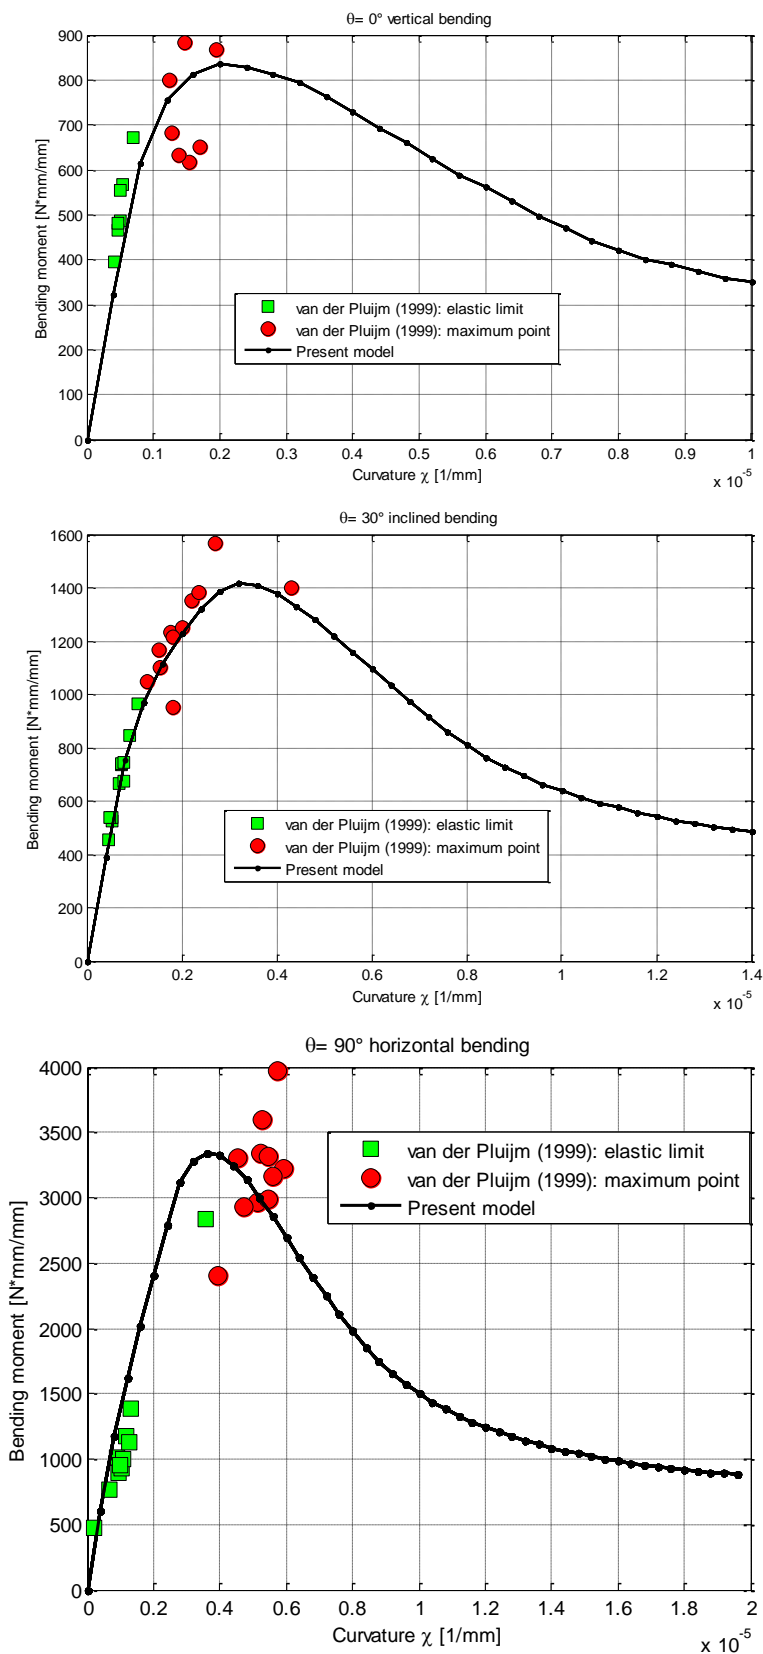 θ= 0° vertical bending
900
800
700
600
500
400
300
200
100
0
Bending moment [N*mm/mm]
van der Pluijm (1999): elastic limit
van der Pluijm (1999): maximum point
Present model
0 0.1 0.2 0.3 0.4 0.5 0.6 0.7 0.8 0.9 1
Curvature χ [1/mm]
x 10-5
θ= 30° inclined bending
1600
1400
1200
1000
800
600
400
200
0
Bending moment [N*mm/mm]
van der Pluijm (1999): elastic limit
van der Pluijm (1999): maximum point
Present model
0 0.2 0.4 0.6 0.8 1 1.2 1.4
Curvature χ [1/mm]
x 10-5
θ= 90° horizontal bending
4000
3500
3000
2500
2000
1500
1000
500
0
Bending moment [N*mm/mm]
van der Pluijm (1999): elastic limit
van der Pluijm (1999): maximum point
Present model
0 0.2 0.4 0.6 0.8 1 1.2 1.4 1.6 1.8 2
Curvature χ [1/mm]
x 10-5